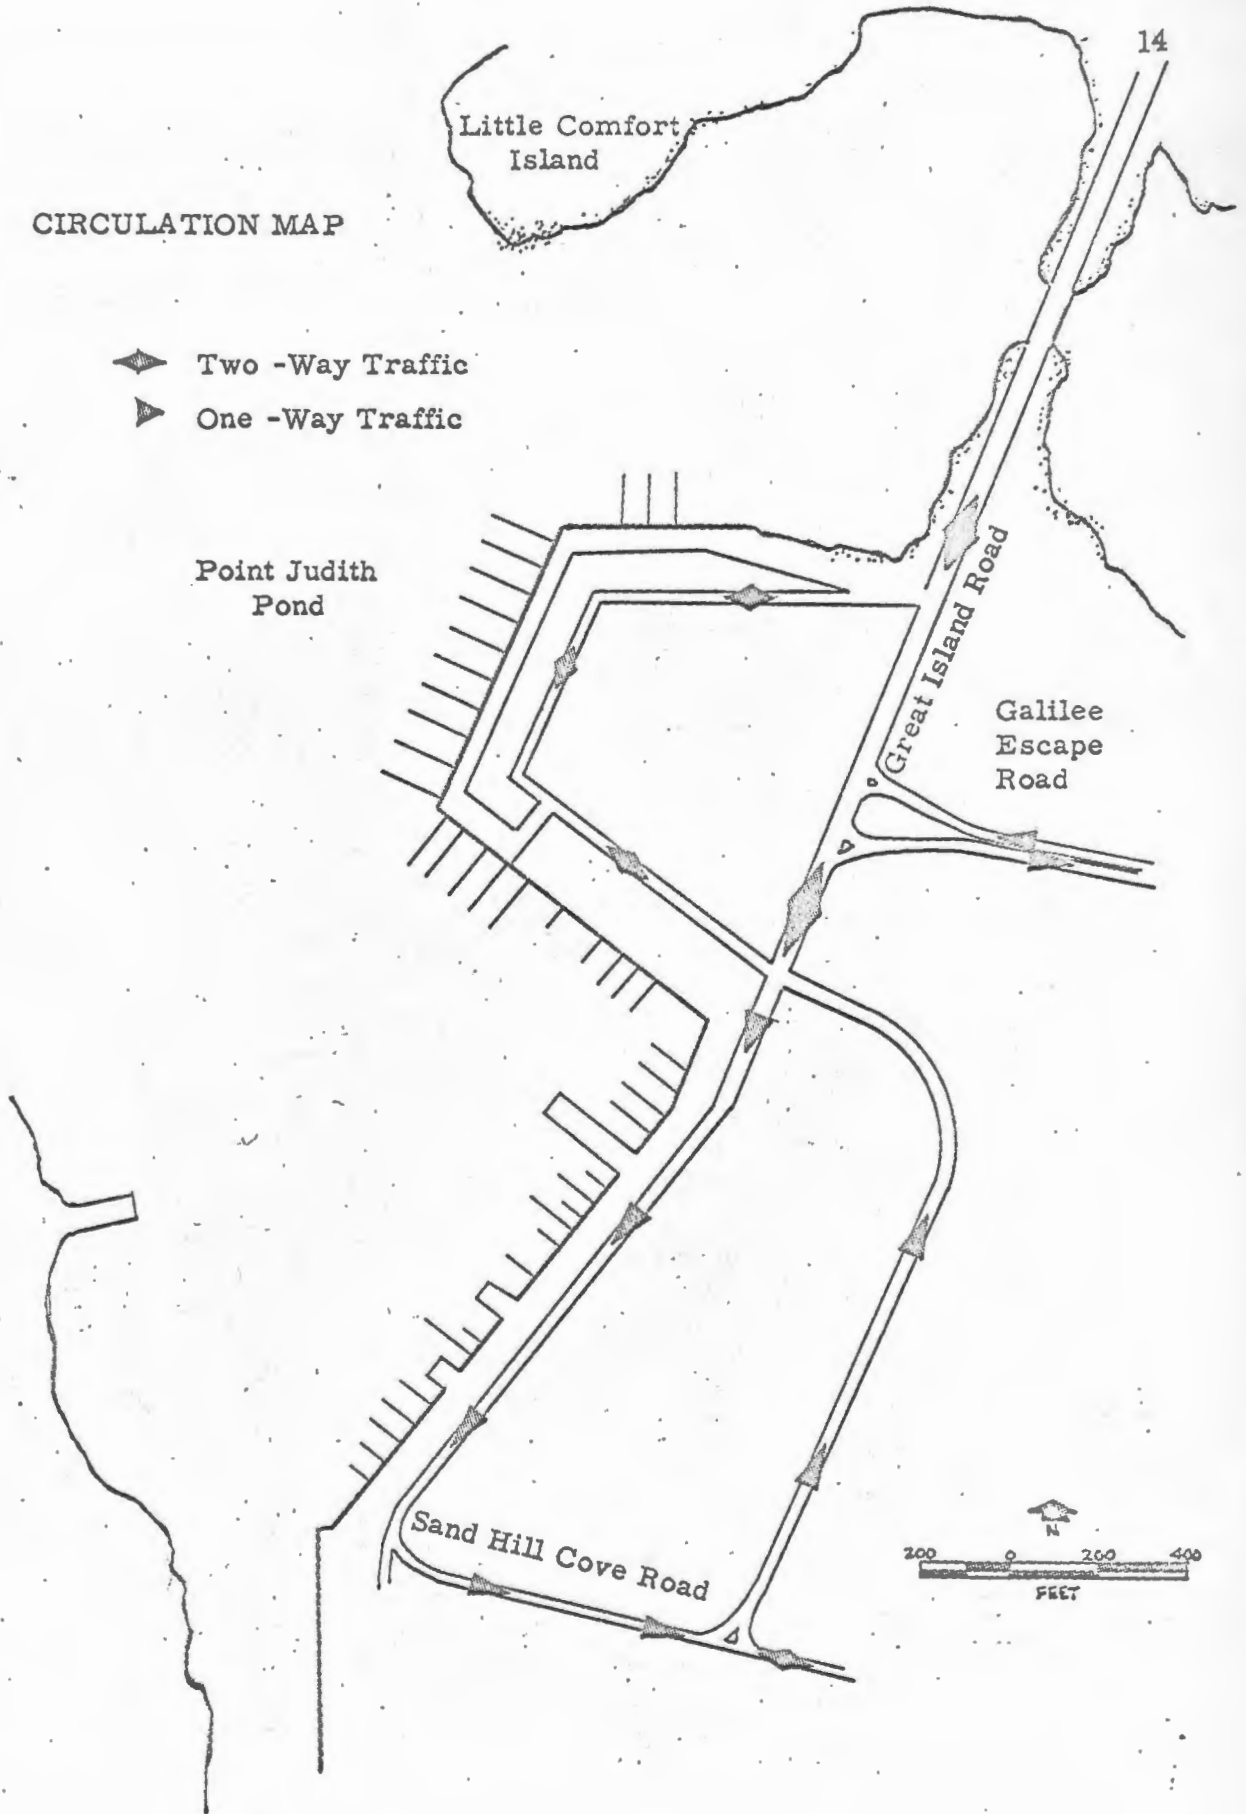 14
Little Comfort
Island
CIRCULATION MAP
Two -Way Traffic
One -Way Traffic
Point Judith
Pond
Great Island Road
Galilee
Escape
Road
Sand Hill Cove Road
N
200 0 200 400
FEET